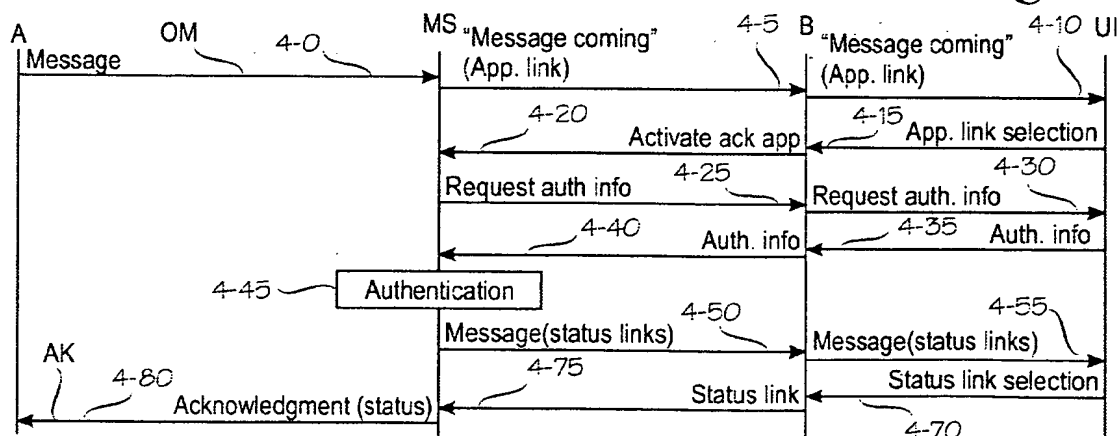 A
OM
4-0
MS
"Message coming"
(App. link)
4-5
B
"Message coming"
(App. link)
4-10
UI
Message
4-20
Activate ack app
4-15
App. link selection
Request auth info
4-25
Request auth. info
4-30
4-40
Auth. info
4-35
Auth. info
4-45
Authentication
Message(status links)
4-50
Message(status links)
4-55
AK
4-80
Acknowledgment (status)
4-75
Status link
Status link selection
4-70